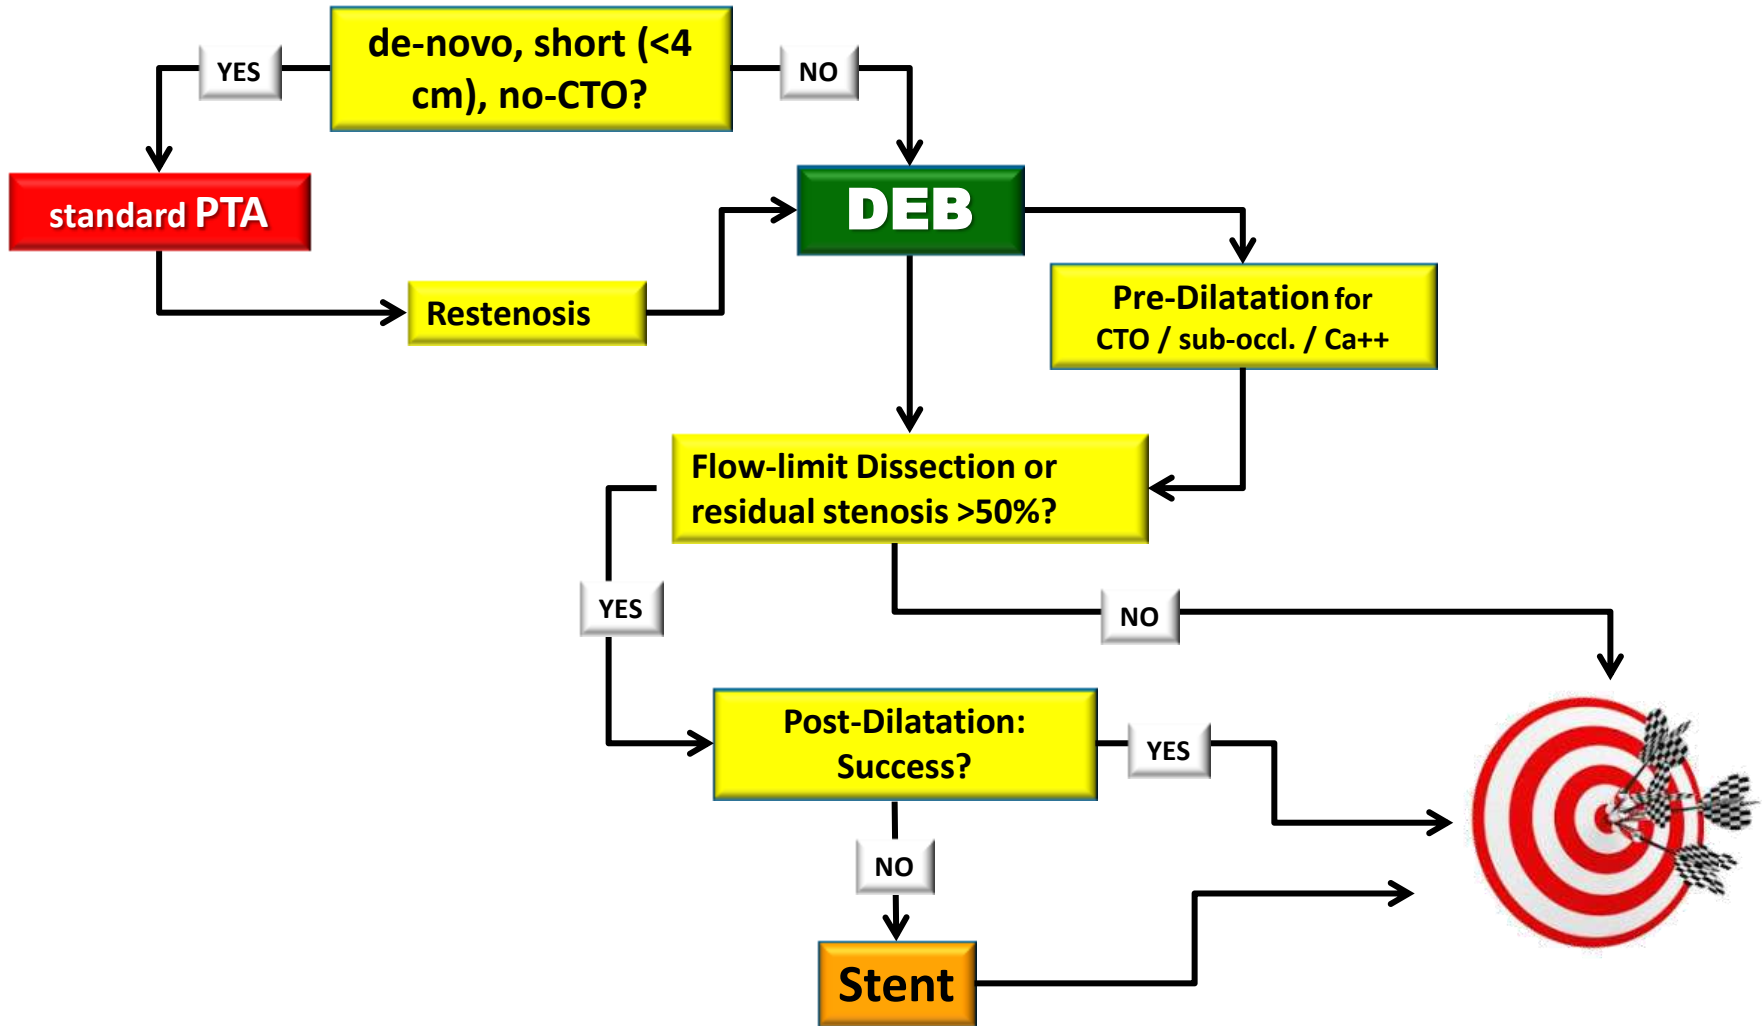 de-novo, short (<4
cm), no-CTO?
YES
NO
standard PTA
DEB
Restenosis
Pre-Dilatation for
CTO / sub-occl. / Ca++
Flow-limit Dissection or
residual stenosis >50%?
YES
NO
Post-Dilatation:
Success?
YES
NO
Stent